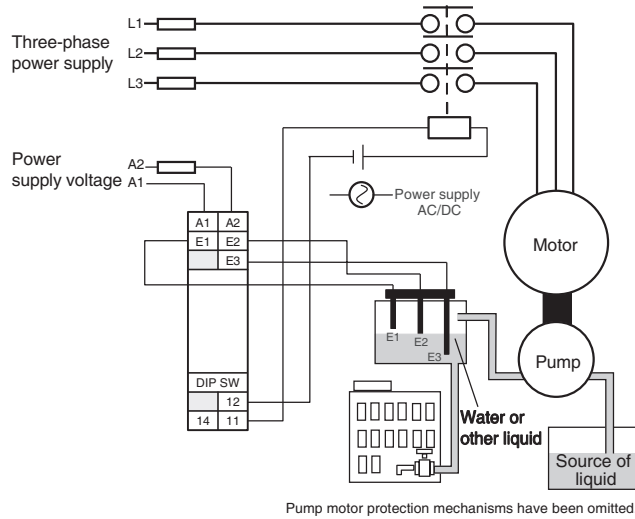 L1
L2
L3
Three-phase
power supply
Power
supply voltage
A2
A1
Power supply
AC/DC
A1 A2
E1 E2
E3
DIP SW
12
14 11
E1
E2
E3
Motor
Pump
Water or
other liquid
Source of
liquid
Pump motor protection mechanisms have been omitted